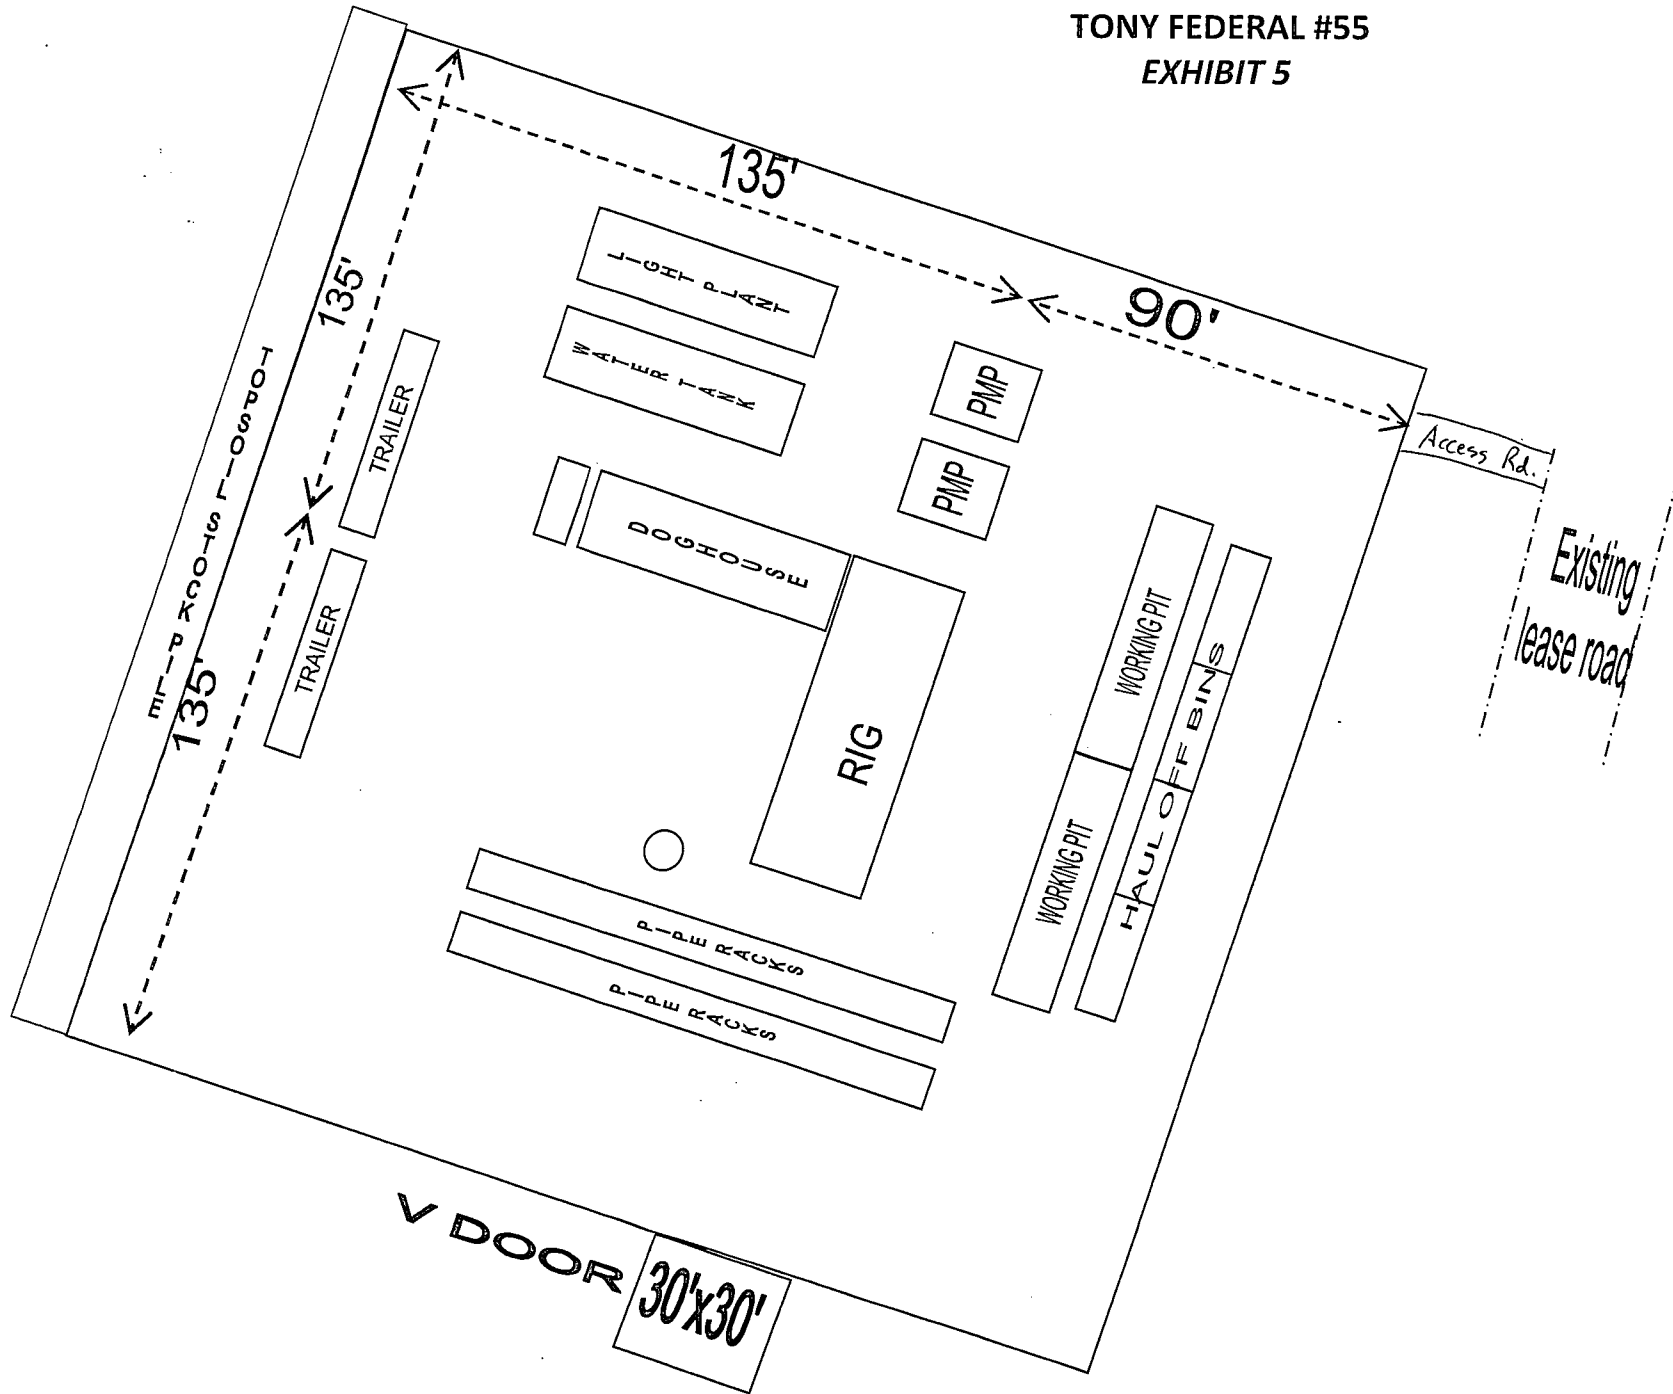 TONY FEDERAL #55
EXHIBIT 5
135'
90'
135'
135'
TOPSOIL STOCK PILE
LIGHT PLANT
WATER TANK
TRAILER
TRAILER
PMP
PMP
DOGHOUSE
RIG
WORKING PIT
WORKING PIT
HAUL OFF BINS
Access Rd.
Existing
lease road
PIPE RACKS
PIPE RACKS
V DOOR
30'x30'